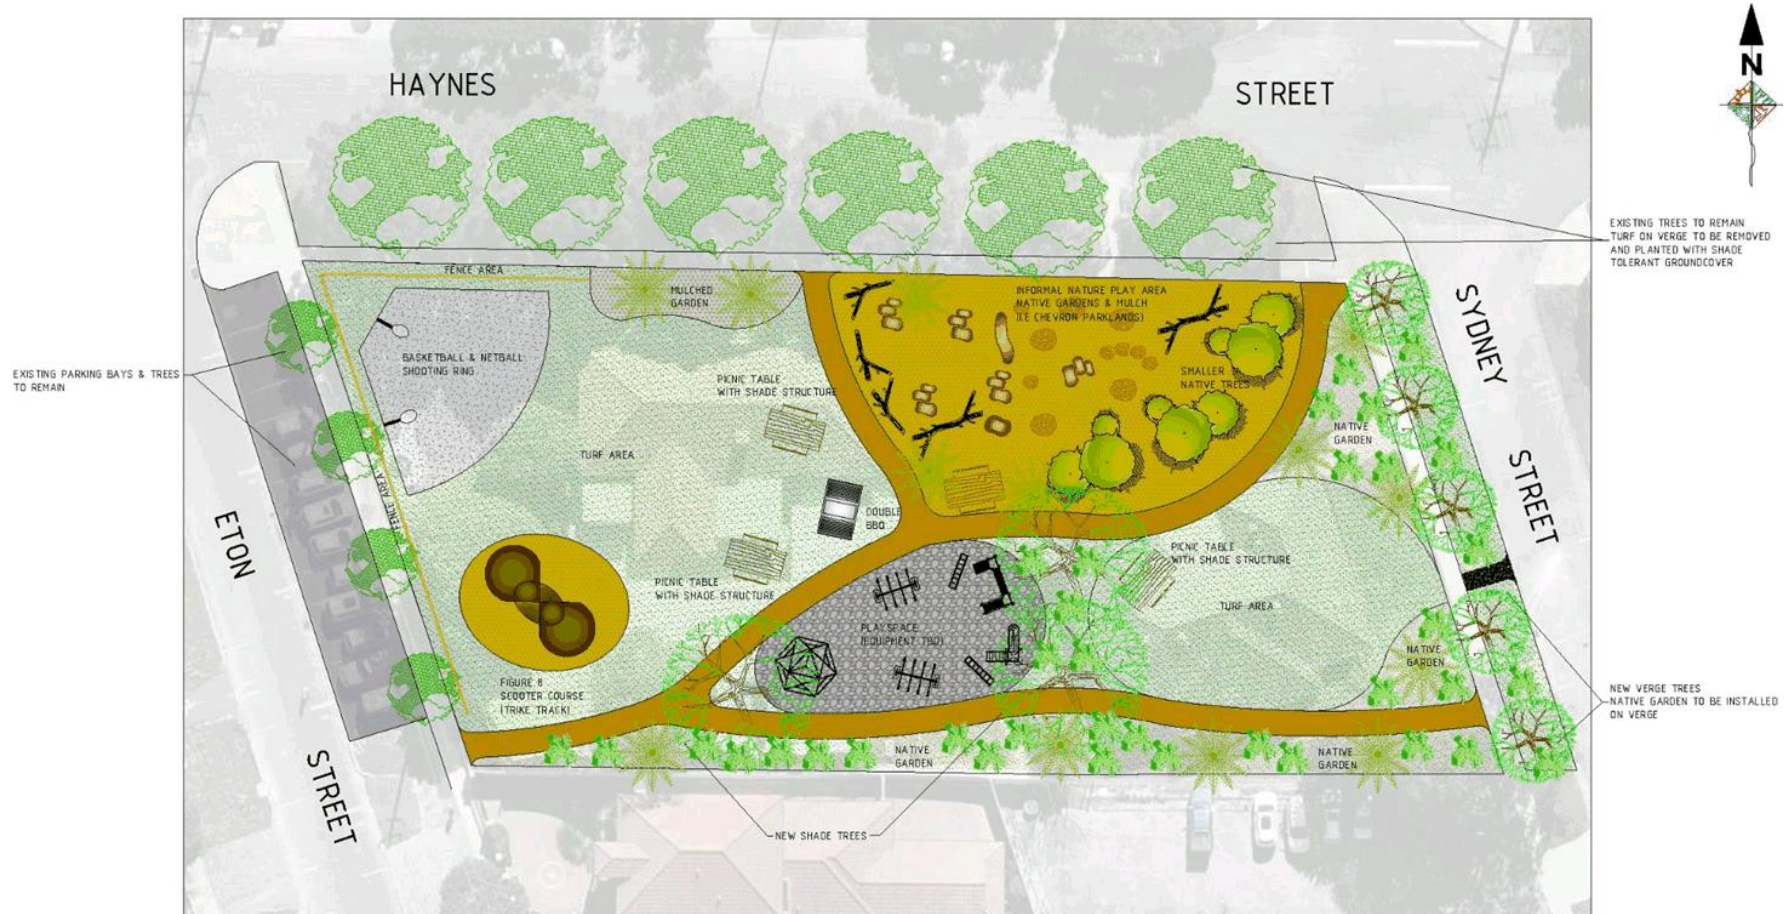 HAYNES
STREET
N
EXISTING TREES TO REMAIN
TURF ON VERGE TO BE REMOVED
AND PLANTED WITH SHADE
TOLERANT GROUNDCOVER
FENCE AREA
MULCHED
GARDEN
INFORMAL NATURE PLAY AREA
NATIVE GARDENS & MULCH
(I.E CHEVRON PARKLANDS)
SYDNEY
STREET
EXISTING PARKING BAYS & TREES
TO REMAIN
BASKETBALL & NETBALL
SHOOTING RING
PICNIC TABLE
WITH SHADE STRUCTURE
SMALLER
NATIVE TREES
NATIVE
GARDEN
TURF AREA
FENCE AREA
DOUBLE
BBQ
ETON
STREET
PICNIC TABLE
WITH SHADE STRUCTURE
PICNIC TABLE
WITH SHADE STRUCTURE
TURF AREA
PLAYSPACE
(EQUIPMENT TBD)
NATIVE
GARDEN
FIGURE 8
SCOOTER COURSE
(TRIKE TRACK)
NEW VERGE TREES
NATIVE GARDEN TO BE INSTALLED
ON VERGE
NATIVE
GARDEN
NATIVE
GARDEN
NEW SHADE TREES